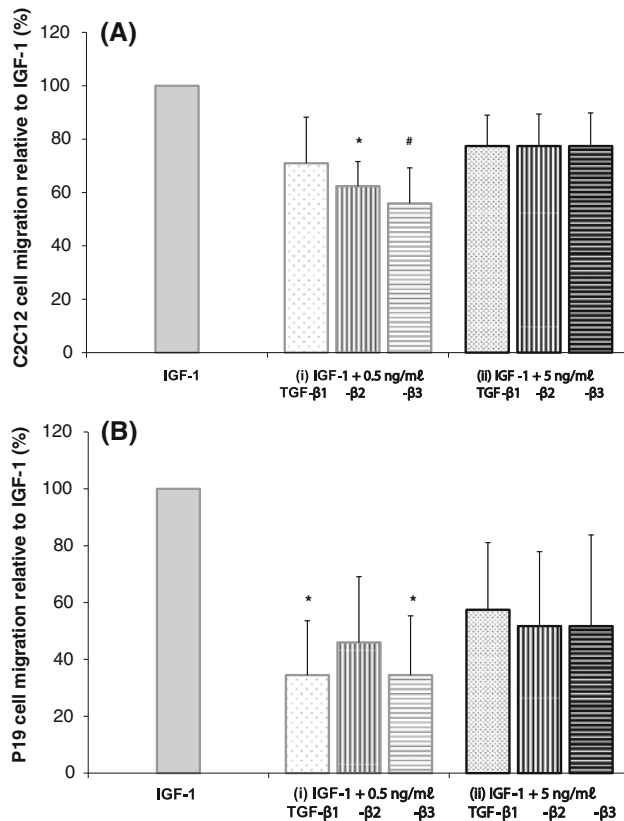 (A)
C2C12 cell migration relative to IGF-1 (%)
120
100
80
60
40
20
0
*
#
IGF-1
(i) IGF-1 + 0.5 ng/mℓ
TGF-β1 -β2 -β3
(ii) IGF-1 + 5 ng/mℓ
TGF-β1 -β2 -β3
(B)
P19 cell migration relative to IGF-1 (%)
120
100
80
60
40
20
0
*
*
IGF-1
(i) IGF-1 + 0.5 ng/mℓ
TGF-β1 -β2 -β3
(ii) IGF-1 + 5 ng/mℓ
TGF-β1 -β2 -β3